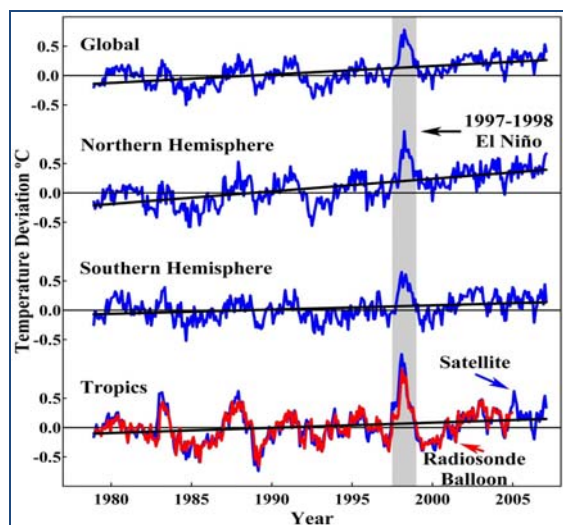 Temperature Deviation ºC
Global
0.5
0.0
-0.5
1997-1998
El Niño
Northern Hemisphere
0.5
0.0
-0.5
Southern Hemisphere
0.5
0.0
-0.5
Satellite
Tropics
0.5
0.0
-0.5
Radiosonde
Balloon
1980 1985 1990 1995 2000 2005
Year